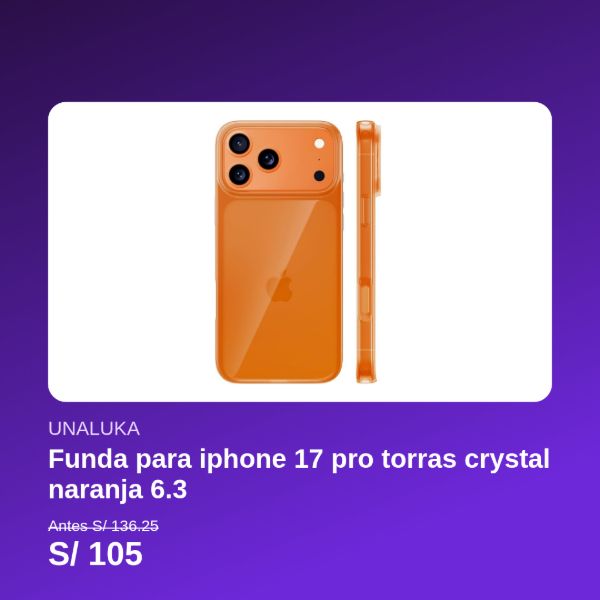 UNALUKA
Funda para iphone 17 pro torras crystal
naranja 6.3
Antes S/ 136.25
S/ 105